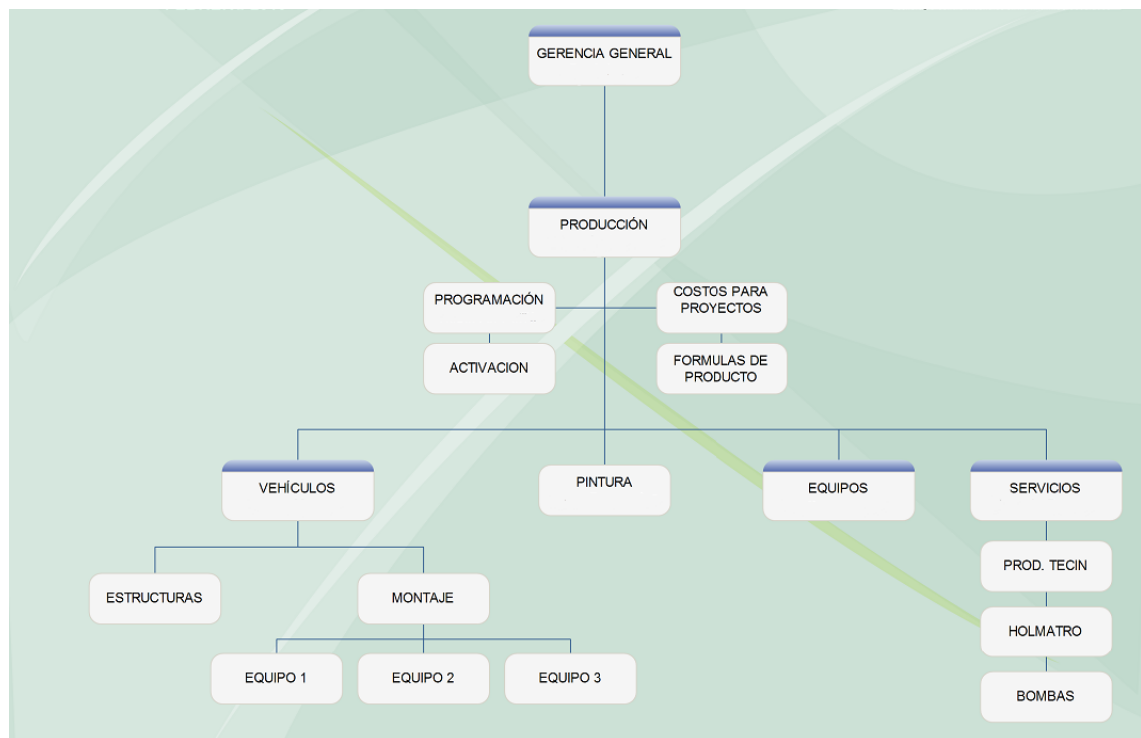 GERENCIA GENERAL
PRODUCCIÓN
PROGRAMACIÓN
COSTOS PARA
PROYECTOS
ACTIVACION
FORMULAS DE
PRODUCTO
VEHÍCULOS
PINTURA
EQUIPOS
SERVICIOS
ESTRUCTURAS
MONTAJE
PROD. TECIN
HOLMATRO
EQUIPO 1
EQUIPO 2
EQUIPO 3
BOMBAS